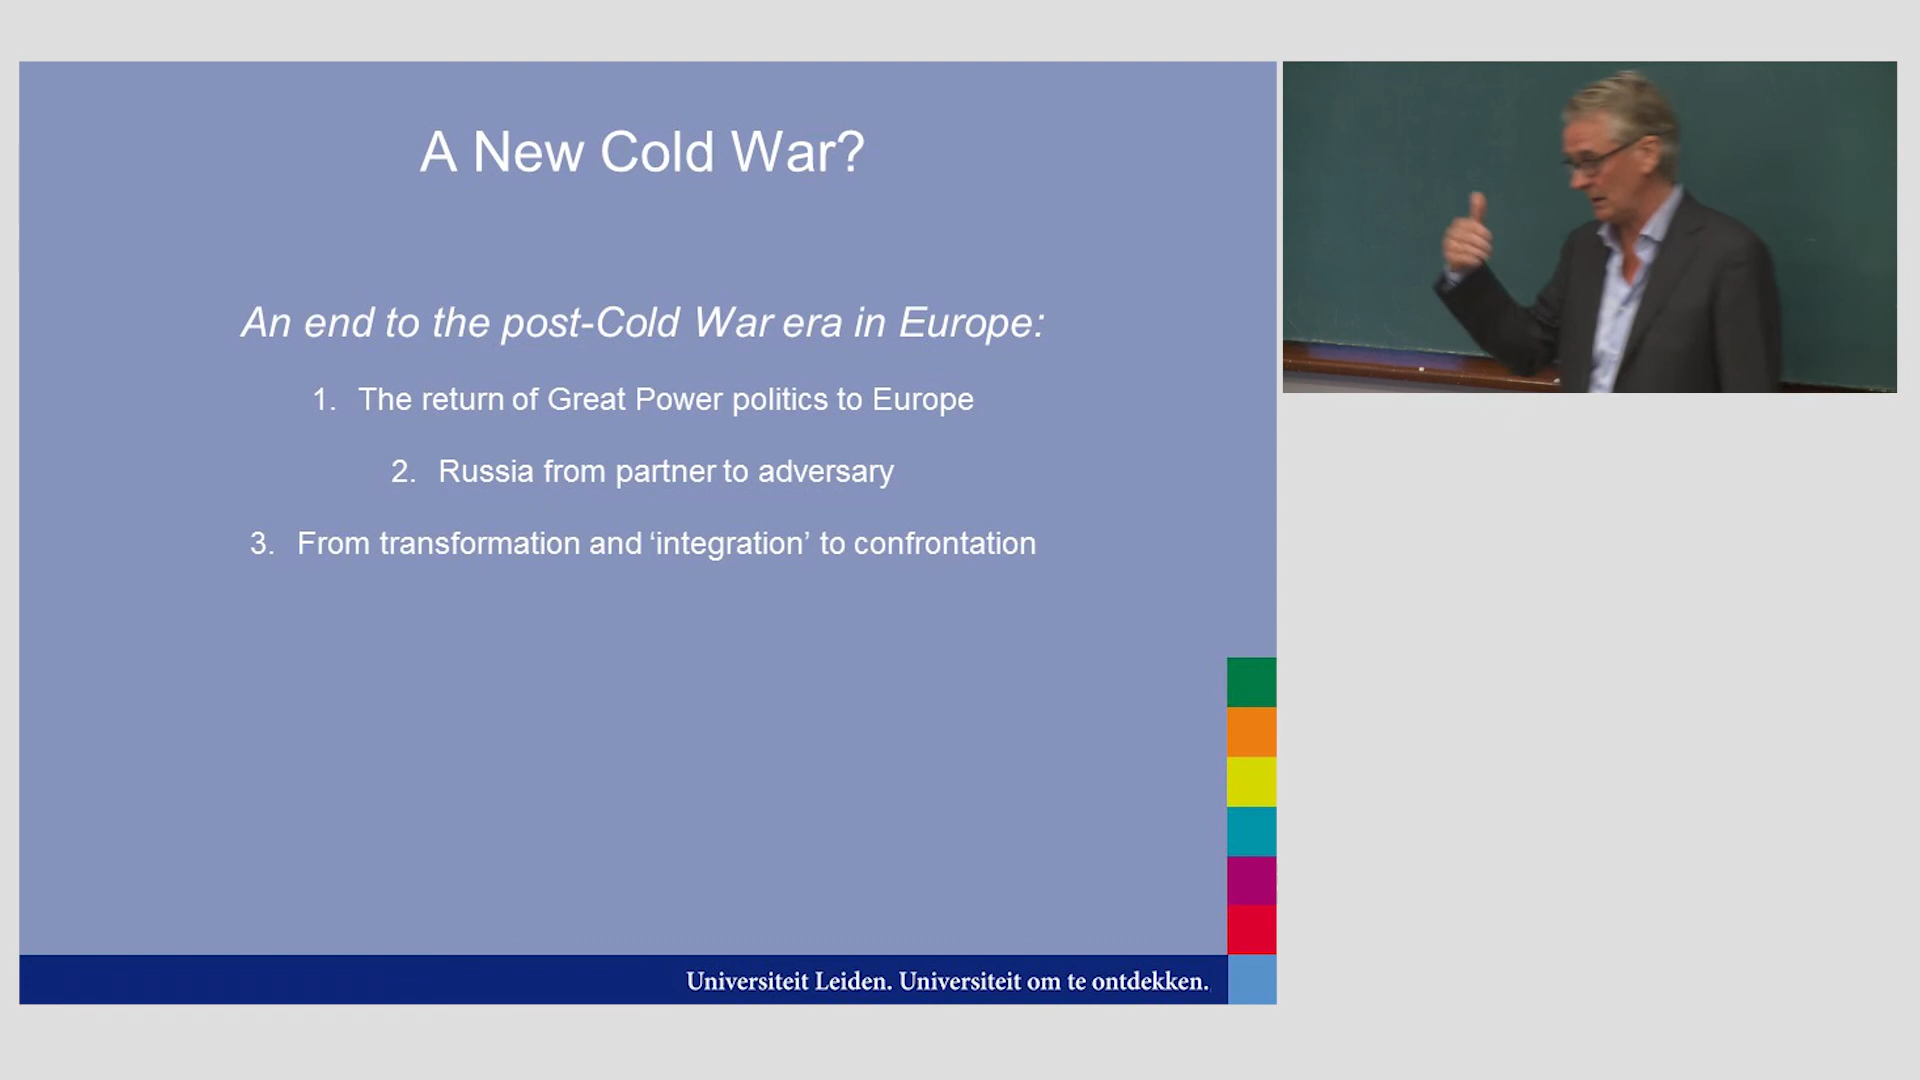 A New Cold War?
An end to the post-Cold War era in Europe:
1. The return of Great Power politics to Europe
2. Russia from partner to adversary
3. From transformation and ‘integration’ to confrontation
Universiteit Leiden. Universiteit om te ontdekken.